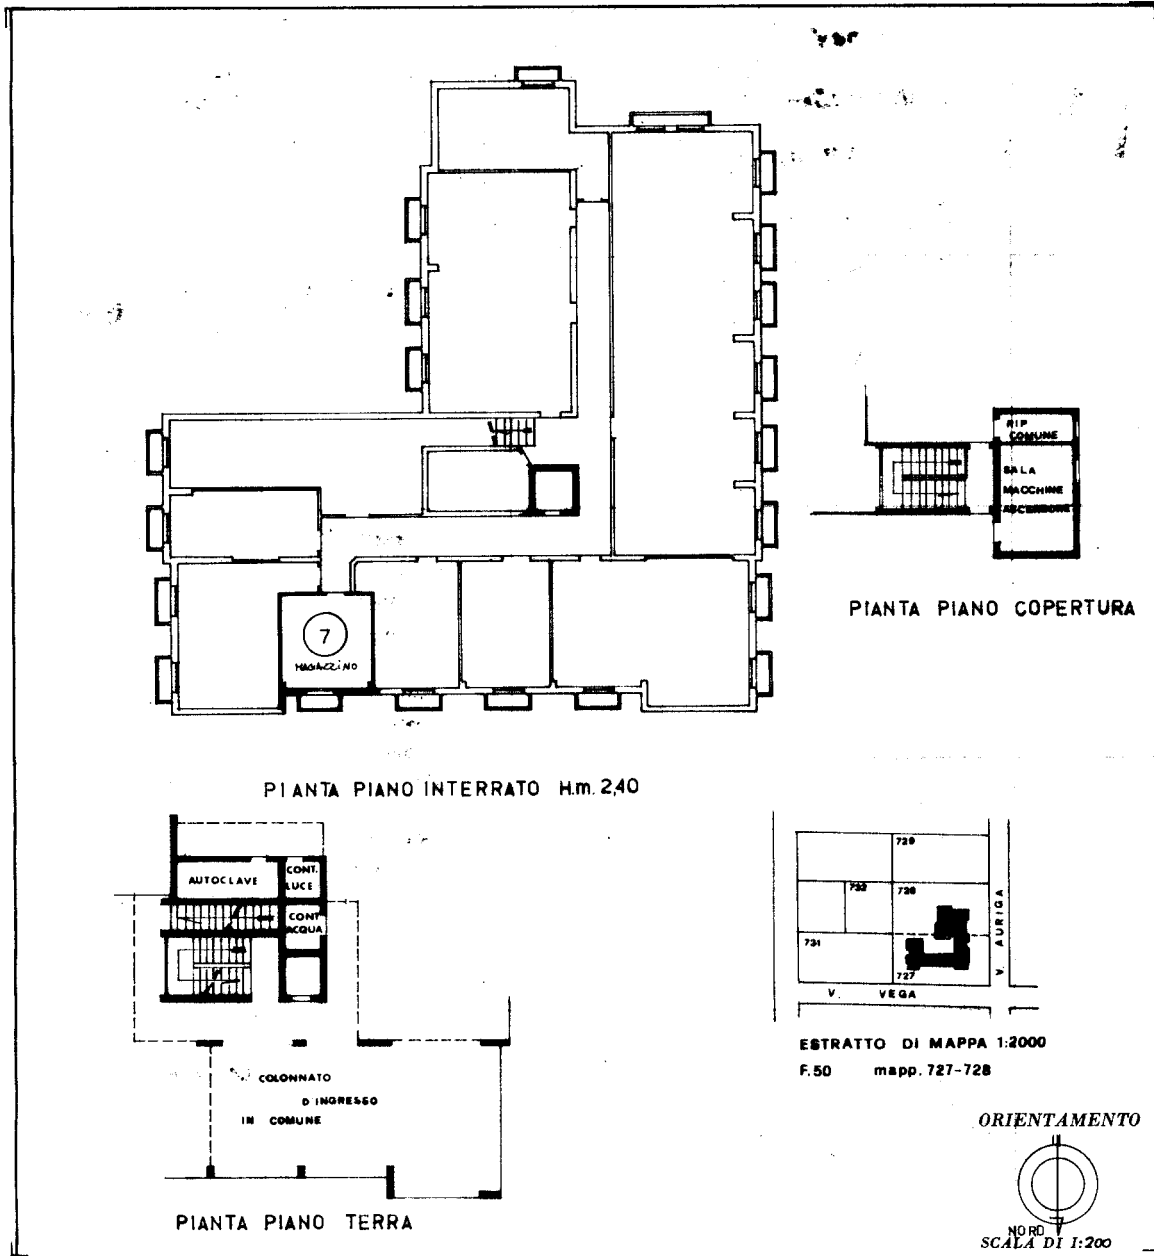 RIP
COMUNE
SALA
MACCHINE
ASCENSORE
PIANTA PIANO COPERTURA
7
MAGAZZINO
PIANTA PIANO INTERRATO H.m. 2,40
AUTOCLAVE
CONT.
LUCE
CONT
ACQUA
COLONNATO
D'INGRESSO
IN COMUNE
PIANTA PIANO TERRA
729
732
728
731
727
V. AURIGA
V. VEGA
ESTRATTO DI MAPPA 1:2000
F.50 mapp. 727-728
ORIENTAMENTO
NORD
SCALA DI 1:200